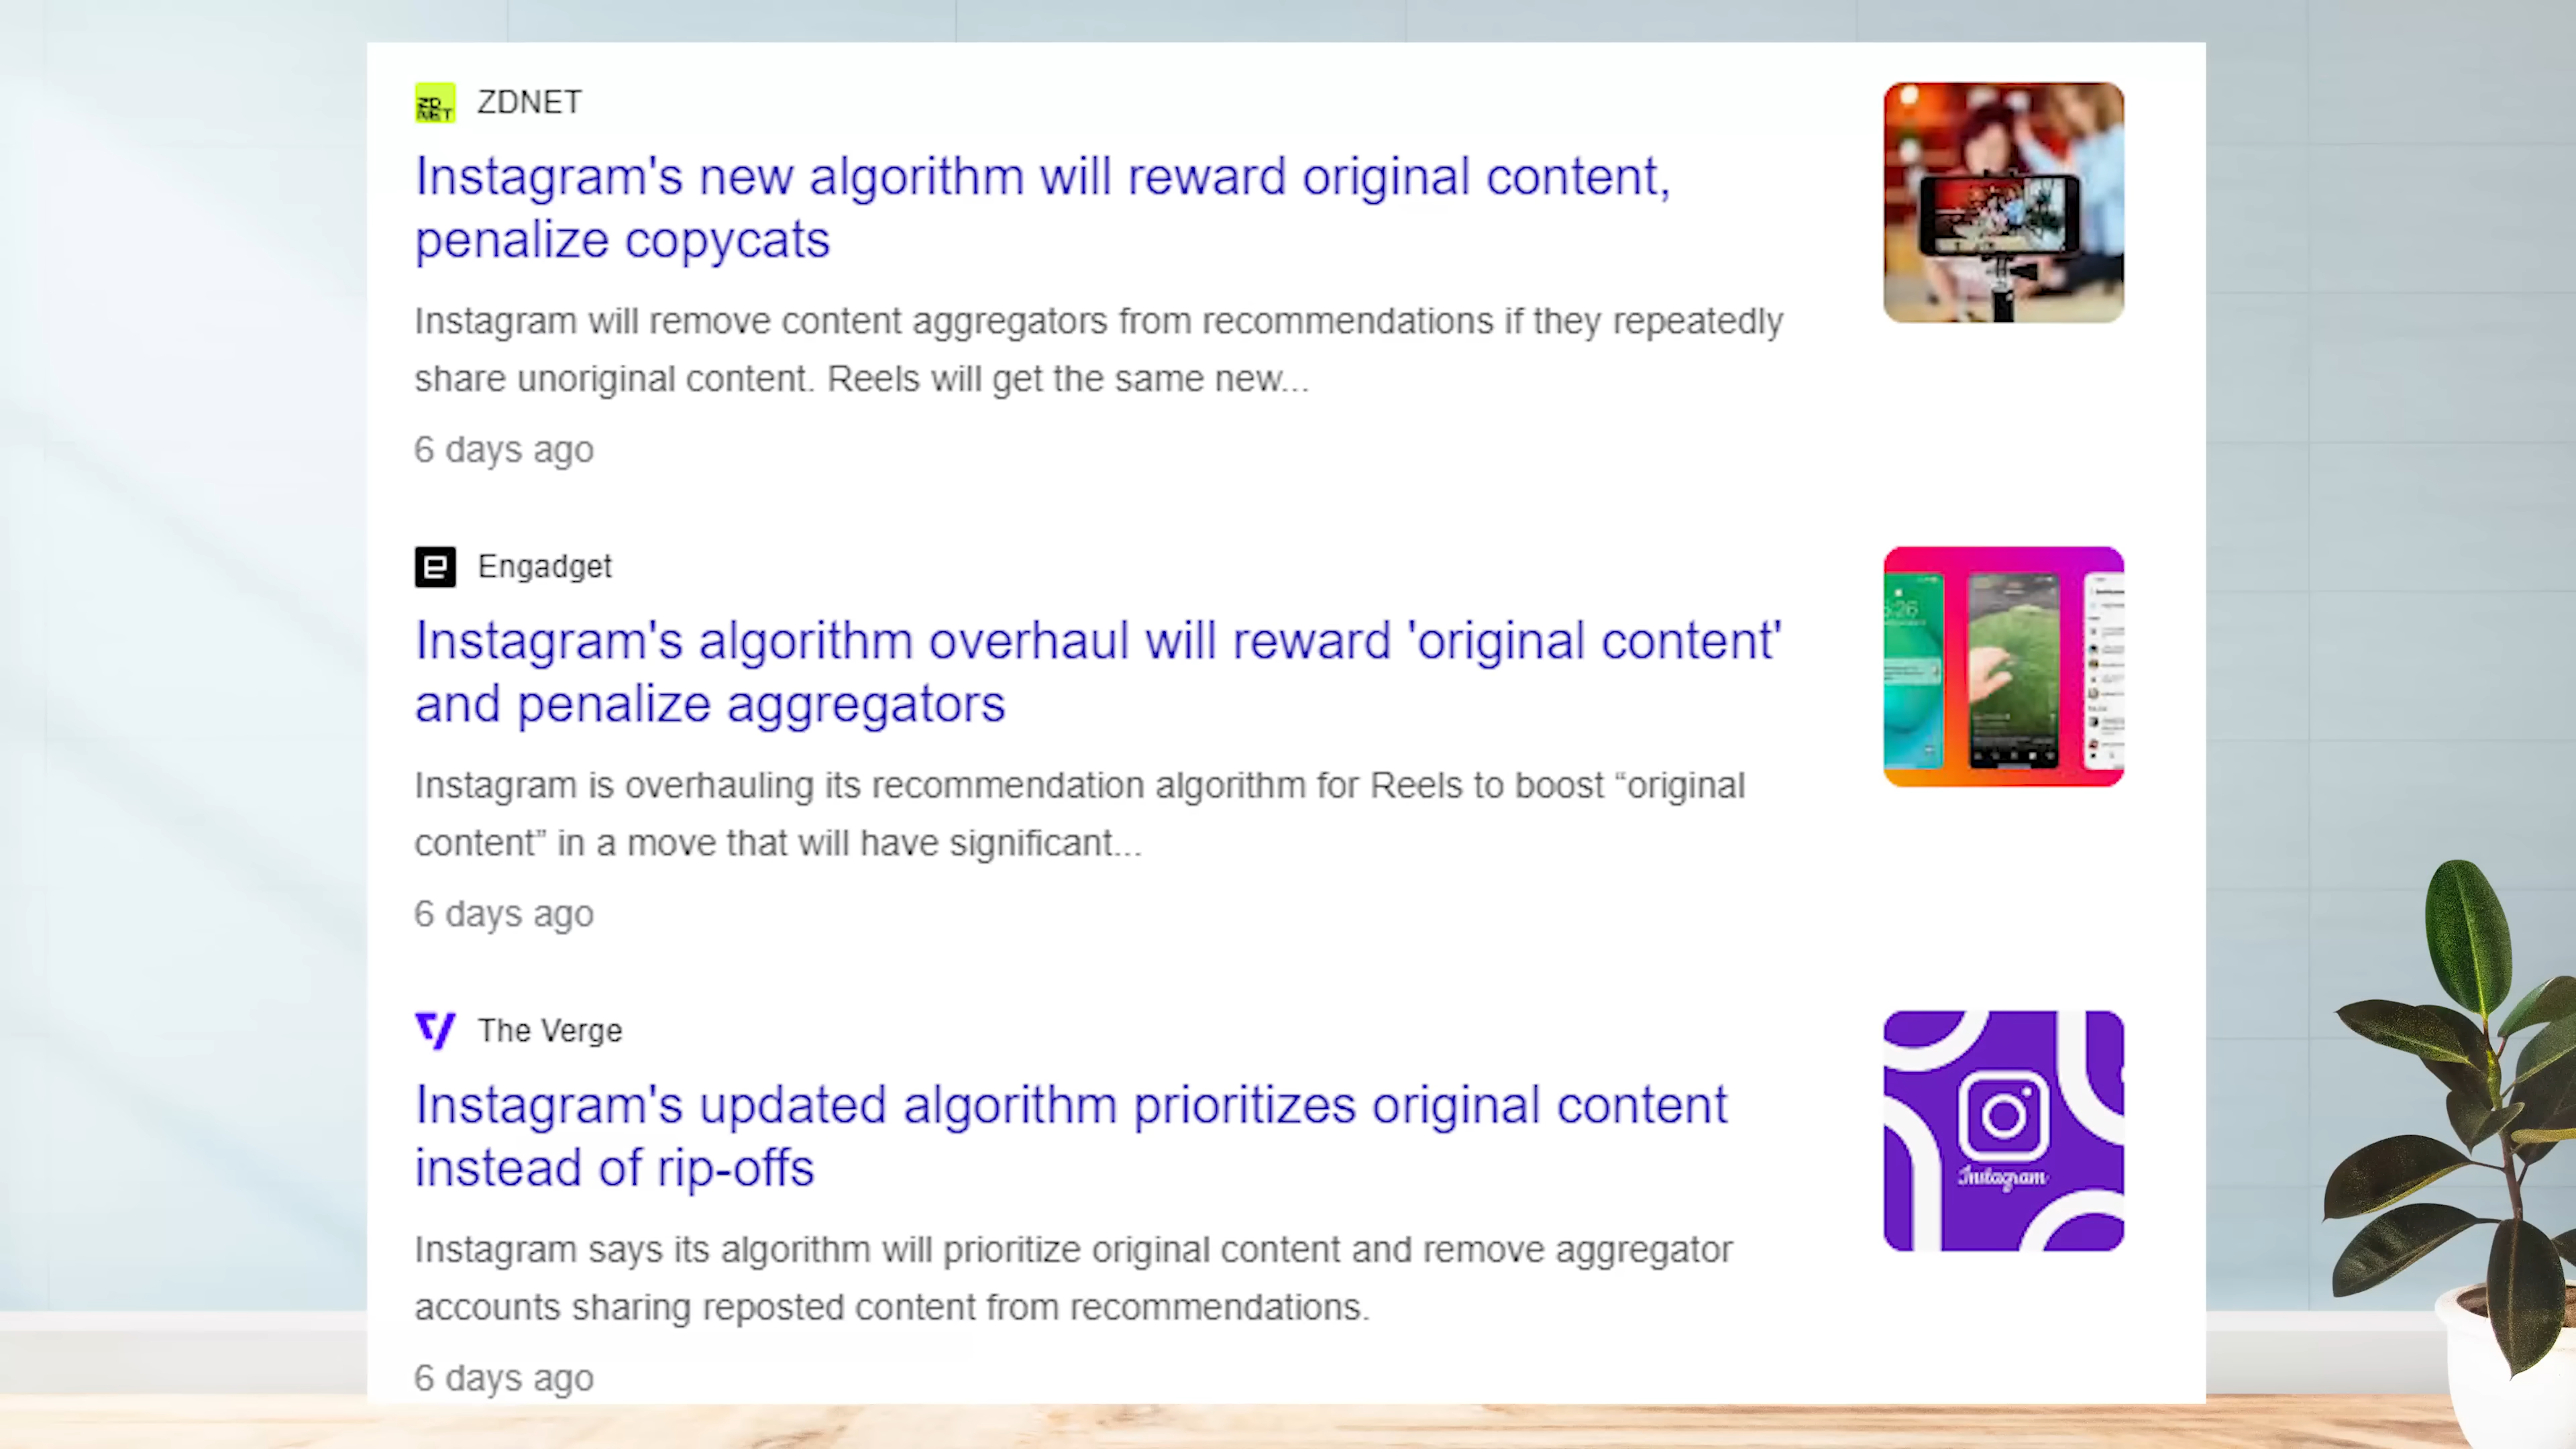 ZDNET
Instagram's new algorithm will reward original content,
penalize copycats
Instagram will remove content aggregators from recommendations if they repeatedly
share unoriginal content. Reels will get the same new...
6 days ago
Engadget
Instagram's algorithm overhaul will reward 'original content'
and penalize aggregators
Instagram is overhauling its recommendation algorithm for Reels to boost “original
content” in a move that will have significant...
6 days ago
The Verge
Instagram's updated algorithm prioritizes original content
instead of rip-offs
Instagram
Instagram says its algorithm will prioritize original content and remove aggregator
accounts sharing reposted content from recommendations.
6 days ago